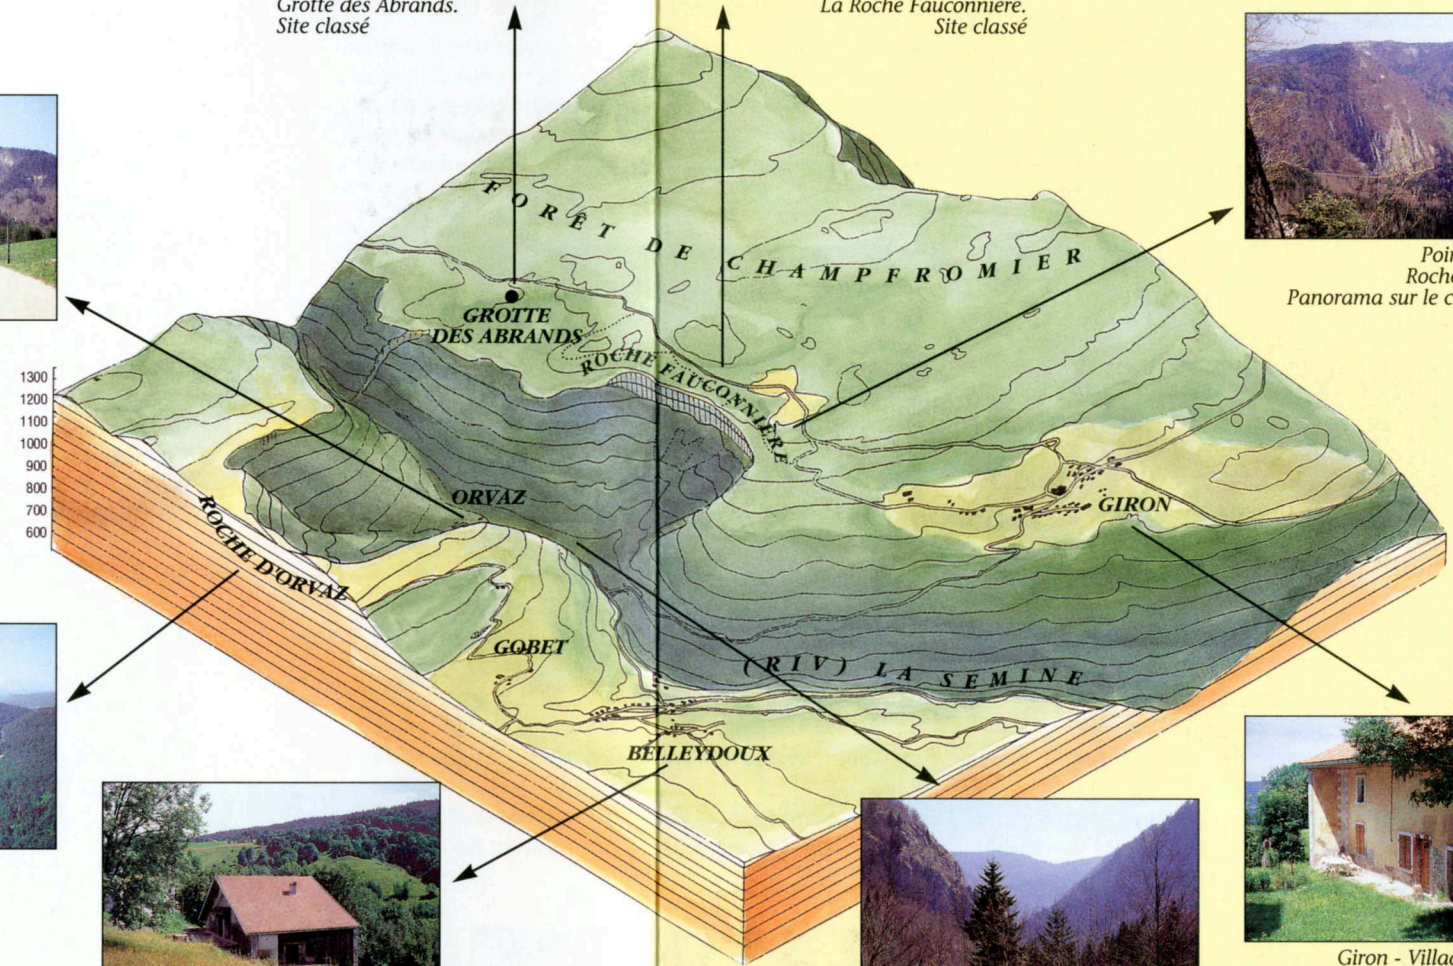 Grotte des Abrands.
Site classé
La Roche Fauconnière.
Site classé
Panorama sur le
FORÊT DE CHAMPFROMIER
GROTTE
DES ABRANDS
ROCHE FAUCONNIÈRE
1300
1200
1100
1000
900
800
700
600
ORVAZ
GIRON
ROCHE D'ORVAZ
GOBET
(RIV) LA SEMINE
BELLEYDOUX
Giron -